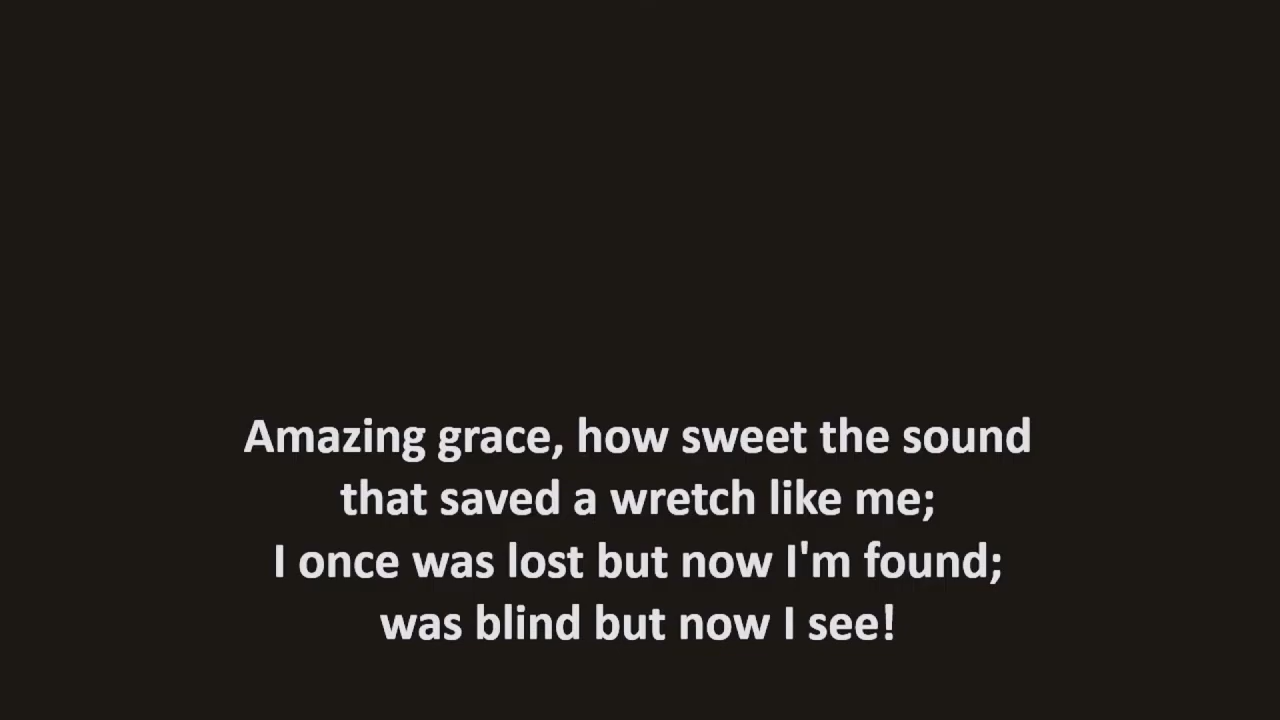 Amazing grace, how sweet the sound
that saved a wretch like me;
I once was lost but now I'm found;
was blind but now I see!